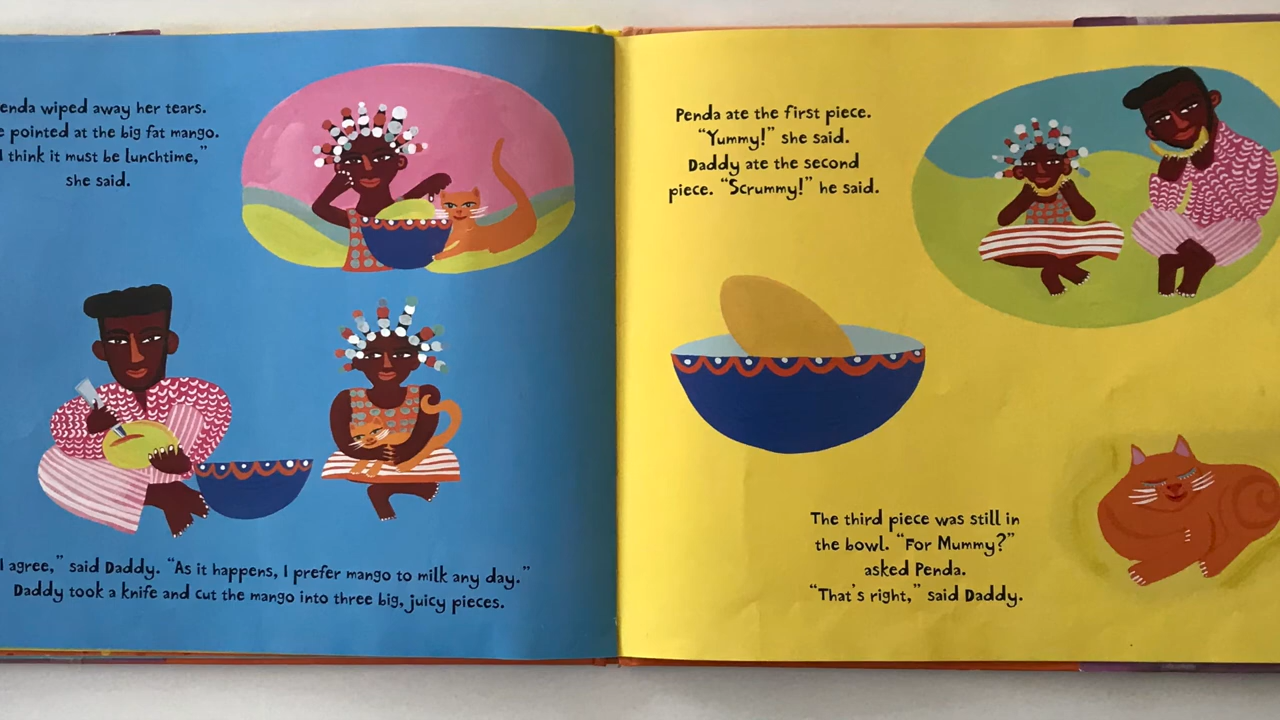 enda wiped away her tears.
e pointed at the big fat mango.
I think it must be lunchtime,”
she said.
I agree,” said Daddy. “As it happens, I prefer mango to milk any day.”
Daddy took a knife and cut the mango into three big, juicy pieces.
Penda ate the first piece.
“Yummy!” she said.
Daddy ate the second
piece. “Scrummy!” he said.
The third piece was still in
the bowl. “For Mummy?”
asked Penda.
“That's right,” said Daddy.